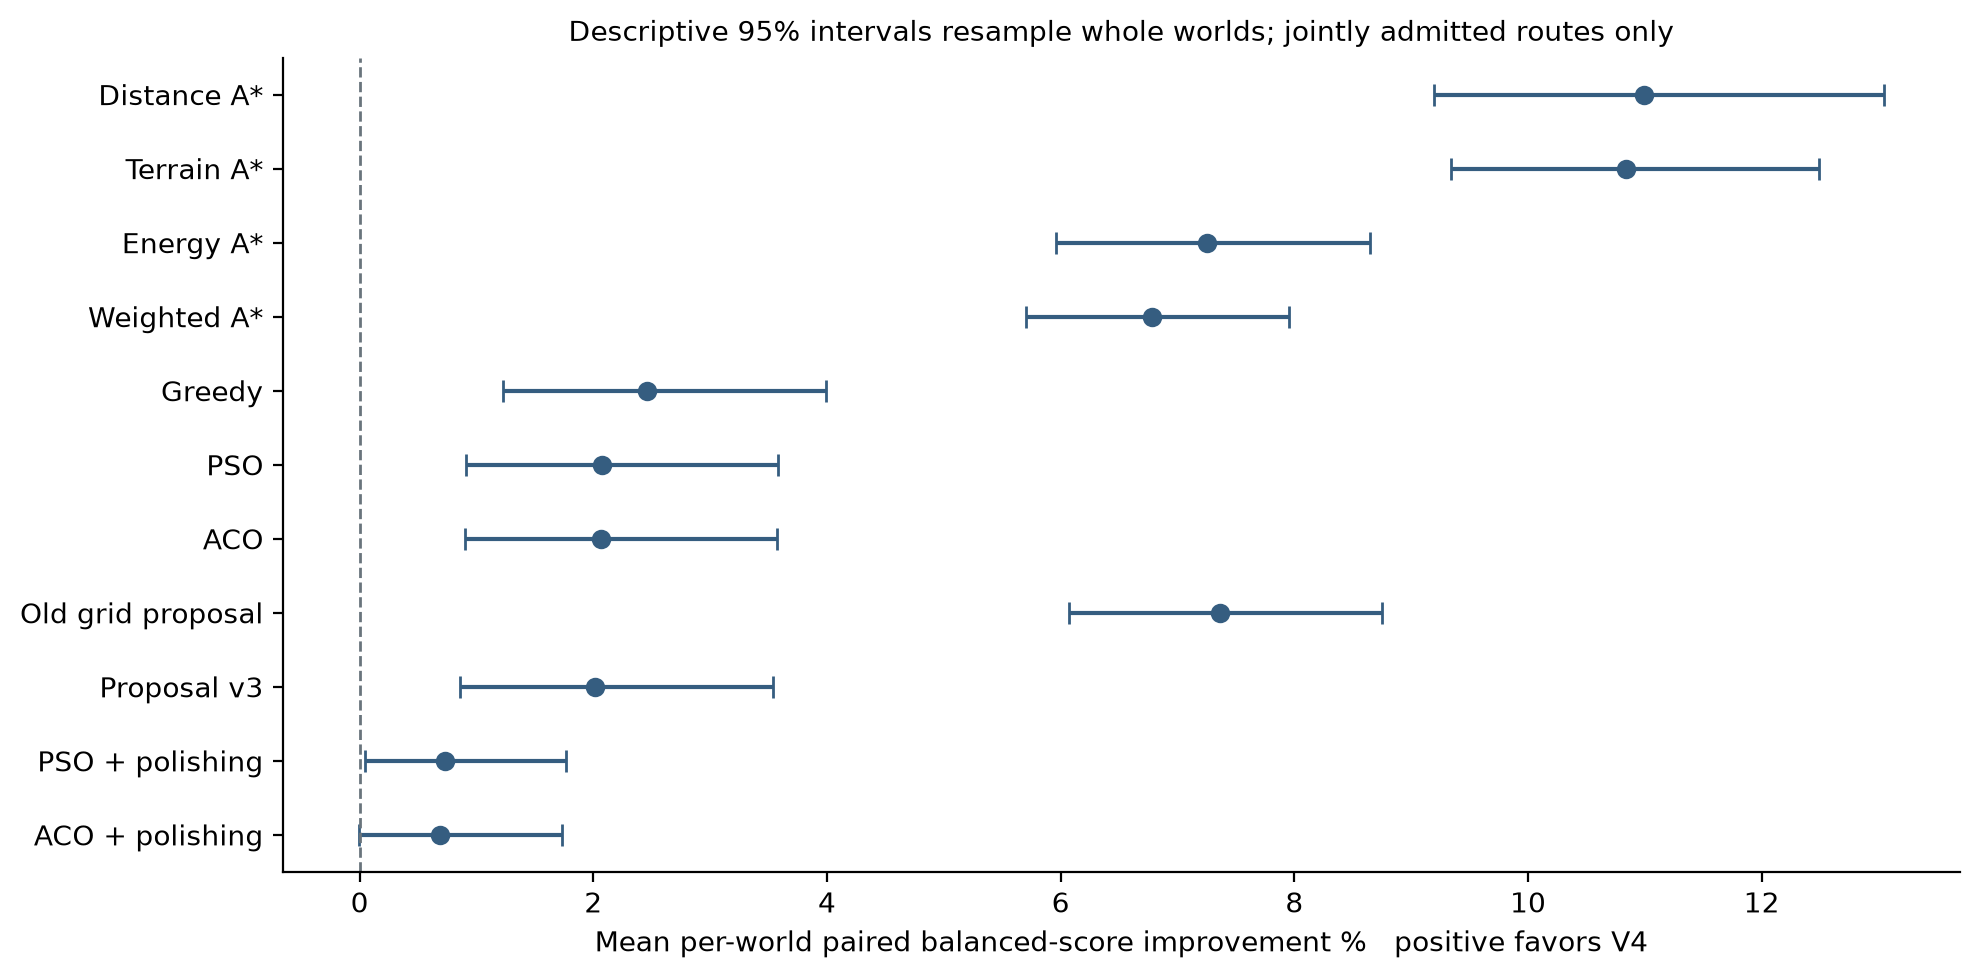 Descriptive 95% intervals resample whole worlds; jointly admitted routes only
Distance A*
Terrain A*
Energy A*
Weighted A*
Greedy
PSO
ACO
Old grid proposal
Proposal v3
PSO + polishing
ACO + polishing
0 2 4 6 8 10 12
Mean per-world paired balanced-score improvement %   positive favors V4